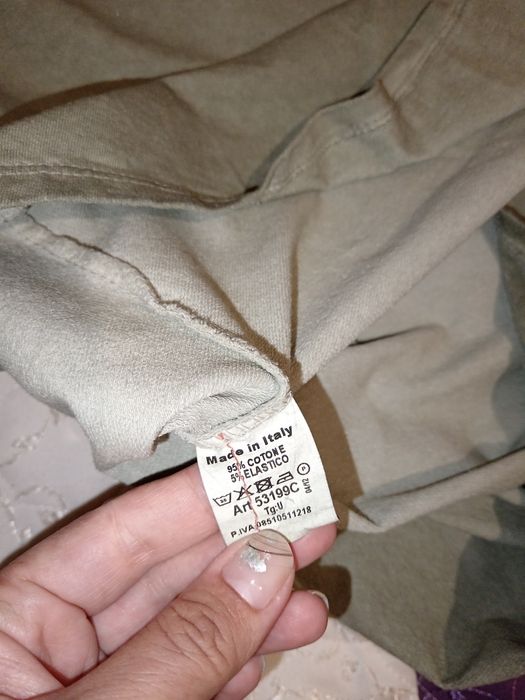 Made in Italy
95% COTONE
5% ELASTICO
Art 53199C
Tg:U
P.IVA 08510511218